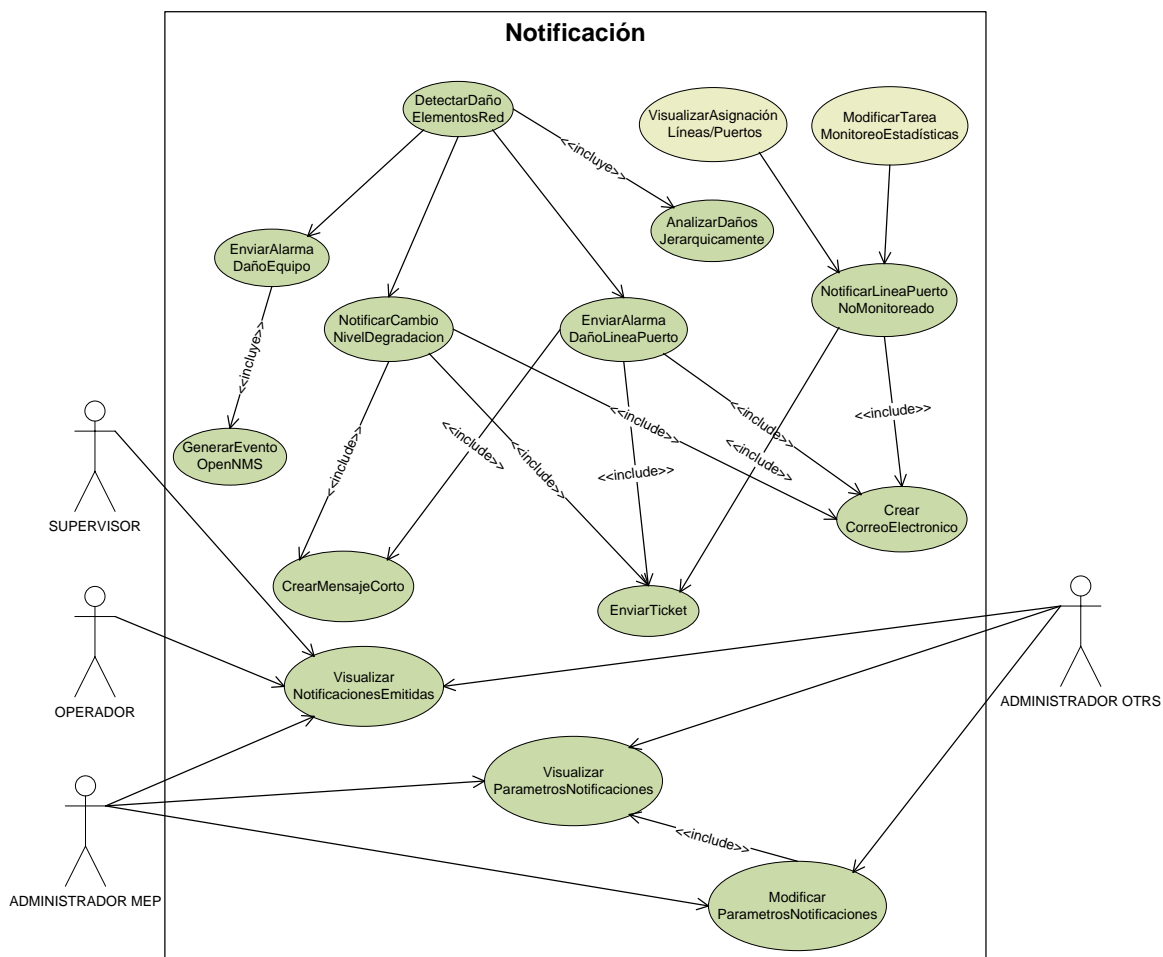 Notificación
DetectarDaño
ElementosRed
VisualizarAsignación
Líneas/Puertos
ModificarTarea
MonitoreoEstadísticas
<<incluye>>
AnalizarDaños
Jerarquicamente
EnviarAlarma
DañoEquipo
NotificarLineaPuerto
NoMonitoreado
NotificarCambio
NivelDegradacion
EnviarAlarma
DañoLineaPuerto
<<incluye>>
<<include>>
<<include>>
<<include>>
<<include>>
<<include>>
<<include>>
<<include>>
<<include>>
<<include>>
GenerarEvento
OpenNMS
Crear
CorreoElectronico
SUPERVISOR
CrearMensajeCorto
EnviarTicket
Visualizar
NotificacionesEmitidas
OPERADOR
ADMINISTRADOR OTRS
Visualizar
ParametrosNotificaciones
<<include>>
ADMINISTRADOR MEP
Modificar
ParametrosNotificaciones